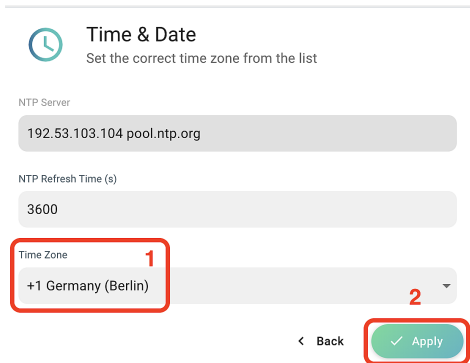 Time & Date
Set the correct time zone from the list
NTP Server
192.53.103.104 pool.ntp.org
NTP Refresh Time (s)
3600
Time Zone
1
+1 Germany (Berlin)
2
Back
Apply